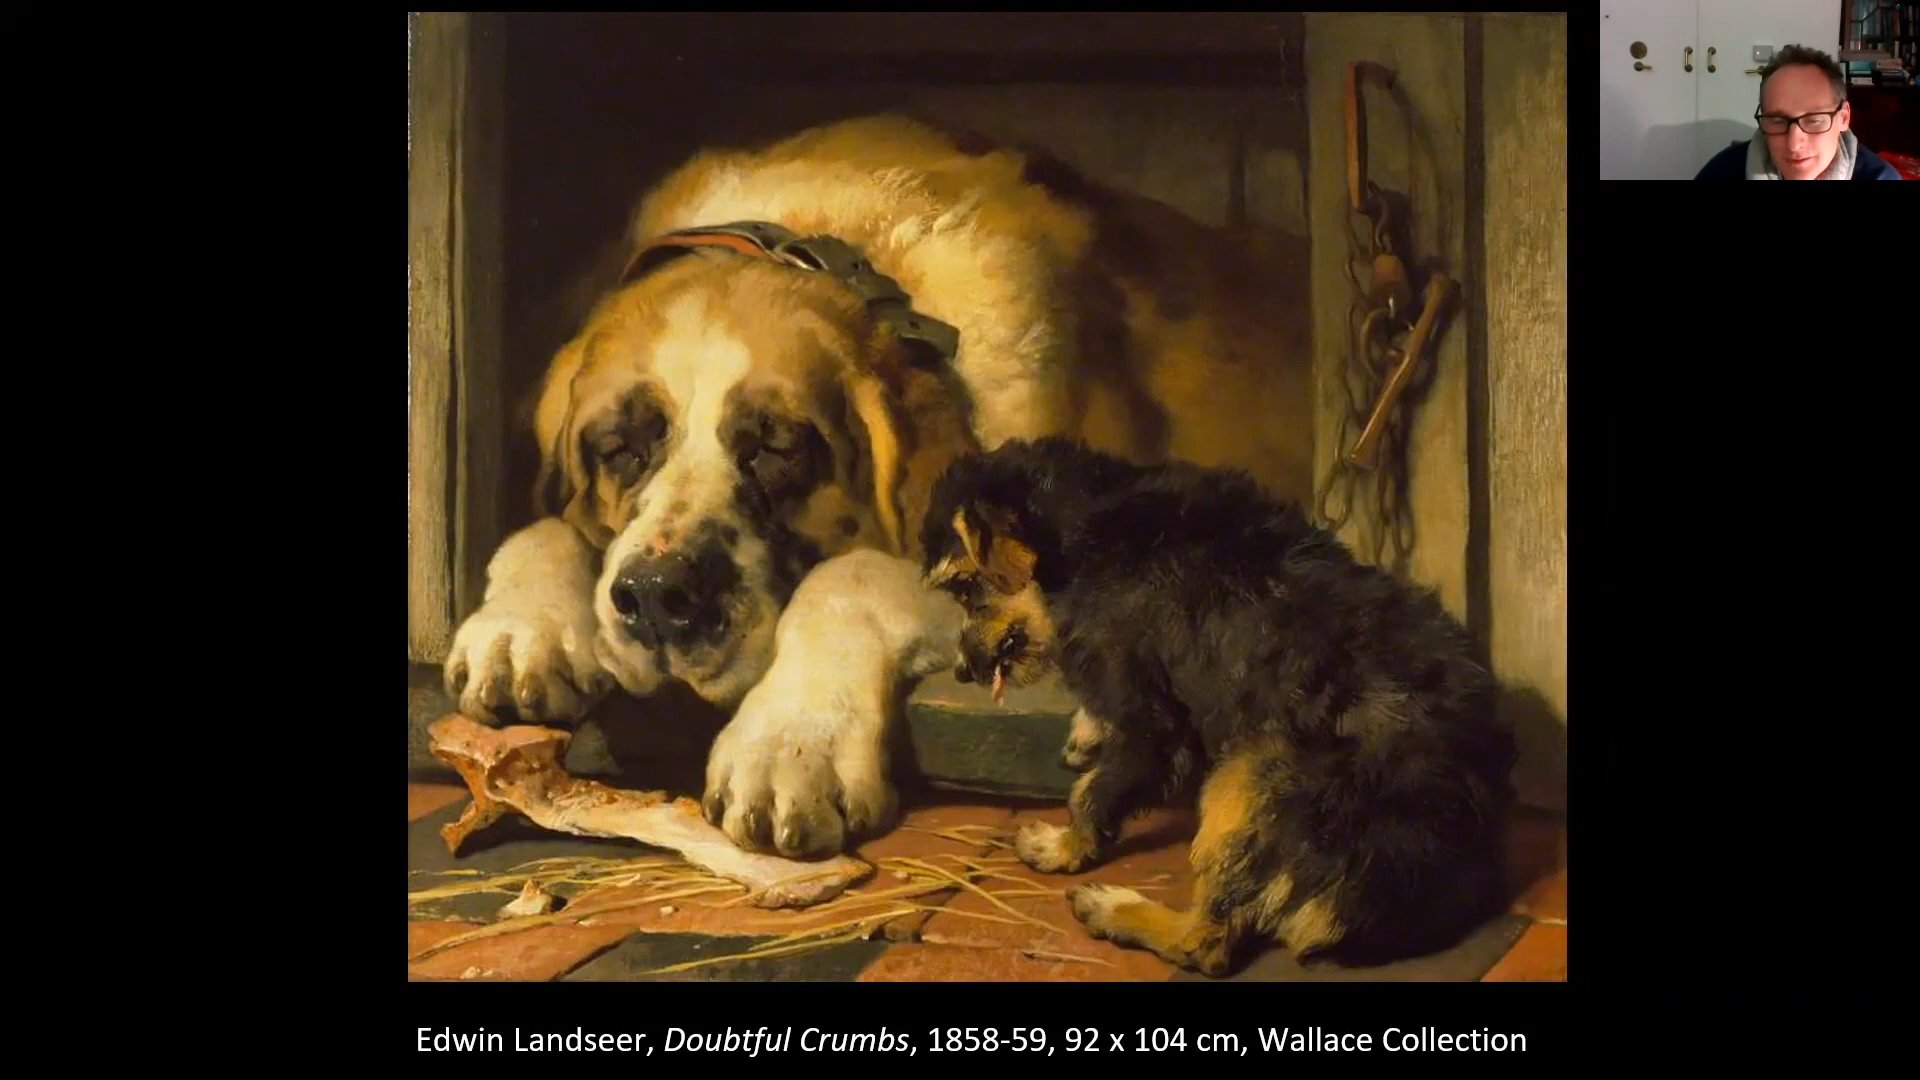 Edwin Landseer, Doubtful Crumbs, 1858-59, 92 x 104 cm, Wallace Collection